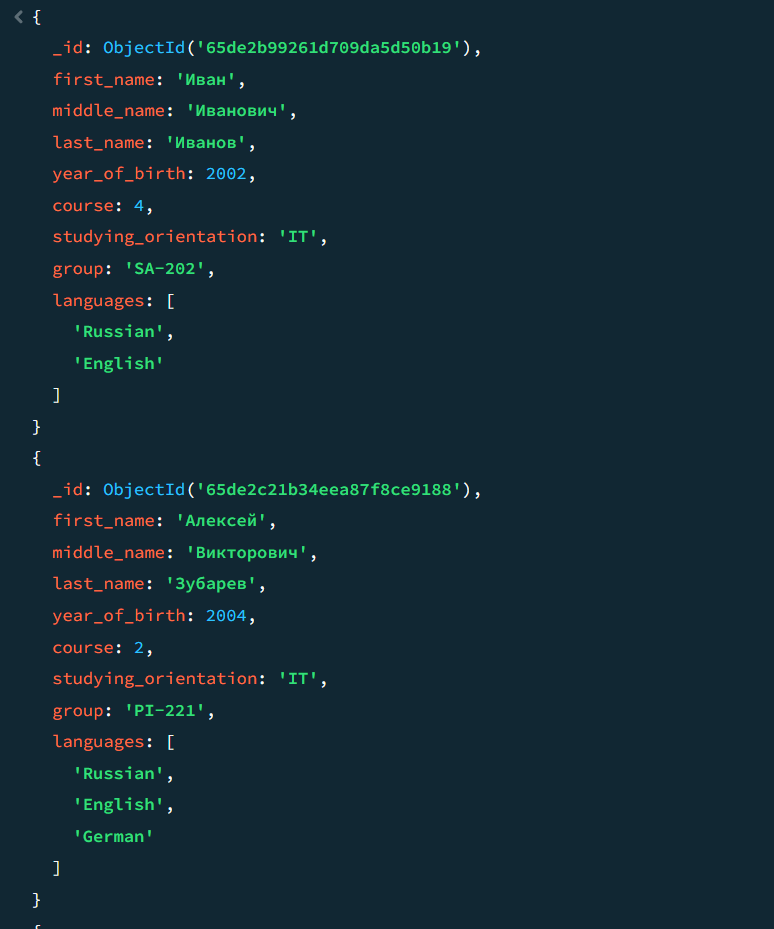 {
_id: ObjectId('65de2b99261d709da5d50b19'),
first_name: 'Иван',
middle_name: 'Иванович',
last_name: 'Иванов',
year_of_birth: 2002,
course: 4,
studying_orientation: 'IT',
group: 'SA-202',
languages: [
'Russian',
'English'
]
}
{
_id: ObjectId('65de2c21b34eea87f8ce9188'),
first_name: 'Алексей',
middle_name: 'Викторович',
last_name: 'Зубарев',
year_of_birth: 2004,
course: 2,
studying_orientation: 'IT',
group: 'PI-221',
languages: [
'Russian',
'English',
'German'
]
}
{